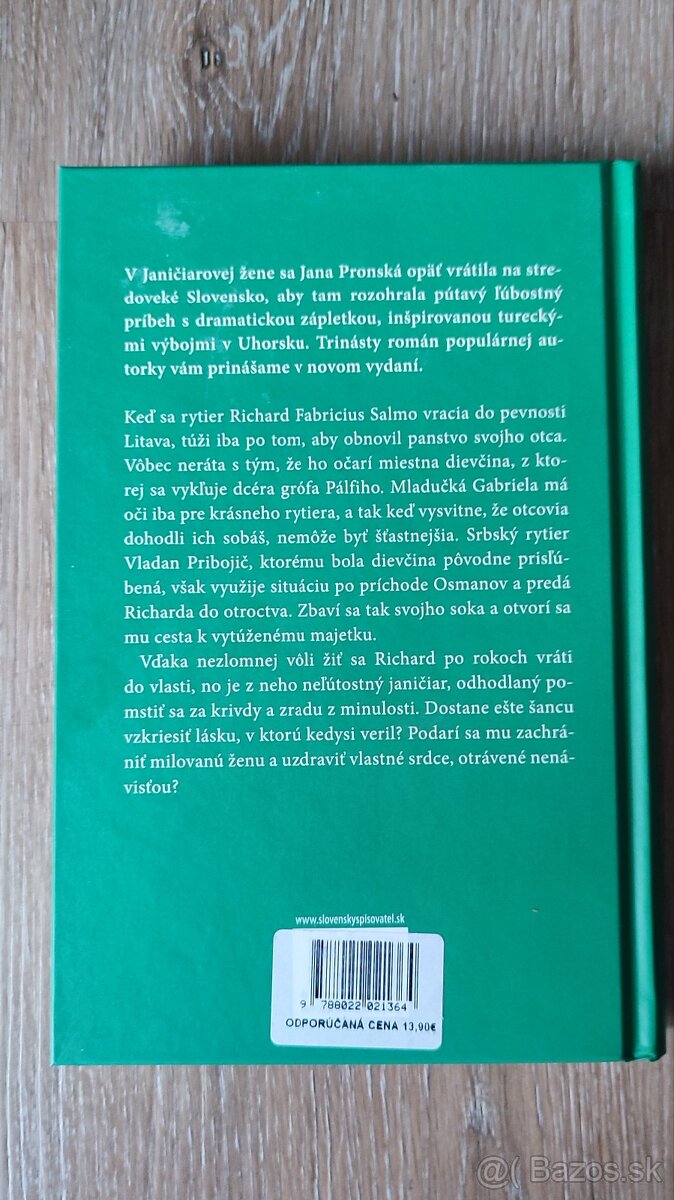 V Janičiarovej žene sa Jana Pronská opäť vrátila na stre-
doveké Slovensko, aby tam rozohrala pútavý ľúbostný
príbeh s dramatickou zápletkou, inšpirovanou turecký-
mi výbojmi v Uhorsku. Trinásty román populárnej au-
torky vám prinášame v novom vydaní.
Keď sa rytier Richard Fabricius Salmo vracia do pevnosti
Litava, túži iba po tom, aby obnovil panstvo svojho otca.
Vôbec neráta s tým, že ho očarí miestna dievčina, z kto-
rej sa vykľuje dcéra grófa Pálfiho. Mladučká Gabriela má
oči iba pre krásneho rytiera, a tak keď vysvitne, že otcovia
dohodli ich sobáš, nemôže byť šťastnejšia. Srbský rytier
Vladan Pribojič, ktorému bola dievčina pôvodne prisľú-
bená, však využije situáciu po príchode Osmanov a predá
Richarda do otroctva. Zbaví sa tak svojho soka a otvorí sa
mu cesta k vytúženému majetku.
Vďaka nezlomnej vôli žiť sa Richard po rokoch vráti
do vlasti, no je z neho neľútostný janičiar, odhodlaný po-
mstiť sa za krivdy a zradu z minulosti. Dostane ešte šancu
vzkriesiť lásku, v ktorú kedysi veril? Podarí sa mu zachrá-
niť milovanú ženu a uzdraviť vlastné srdce, otrávené nená-
visťou?
www.slovenskyspisovatel.sk
9 788022 021364
ODPORÚČANÁ CENA 13,90€
@( Bazos.sk